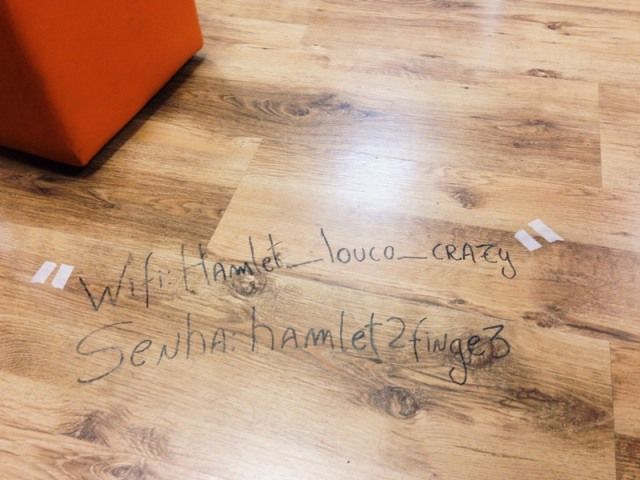 Wifi: Hamlet_louco_CRAZy
Senha: hamlet2finge3